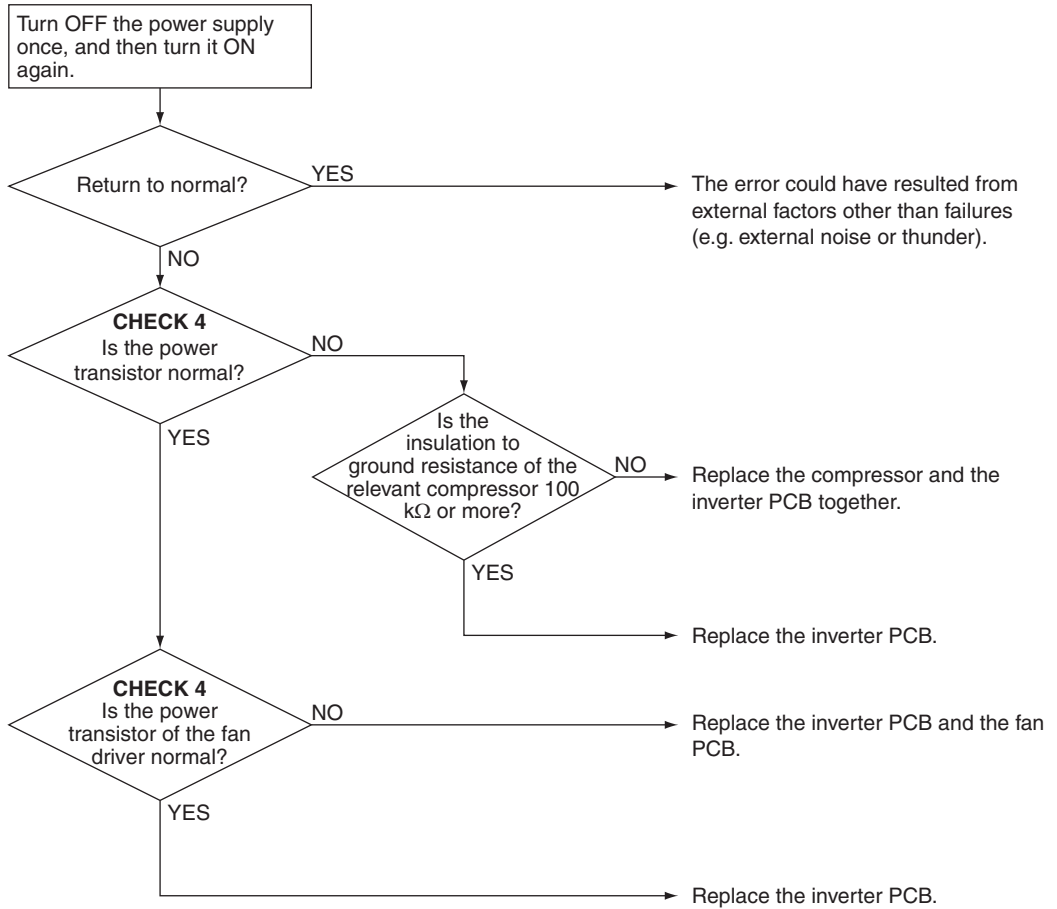 Turn OFF the power supply
once, and then turn it ON
again.
Return to normal?
YES
The error could have resulted from
external factors other than failures
(e.g. external noise or thunder).
NO
CHECK 4
Is the power
transistor normal?
NO
YES
Is the
insulation to
ground resistance of the
relevant compressor 100
kΩ or more?
NO
Replace the compressor and the
inverter PCB together.
YES
Replace the inverter PCB.
CHECK 4
Is the power
transistor of the fan
driver normal?
NO
Replace the inverter PCB and the fan
PCB.
YES
Replace the inverter PCB.